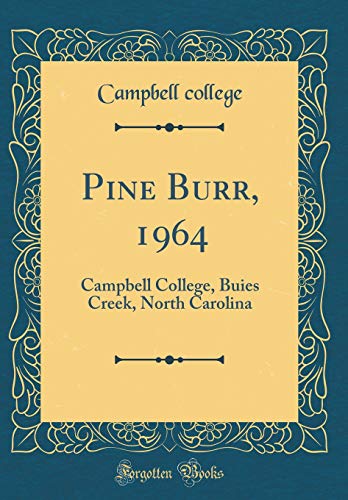 Campbell college
Pine Burr,
1964
Campbell College, Buies
Creek, North Carolina
Forgotten Books